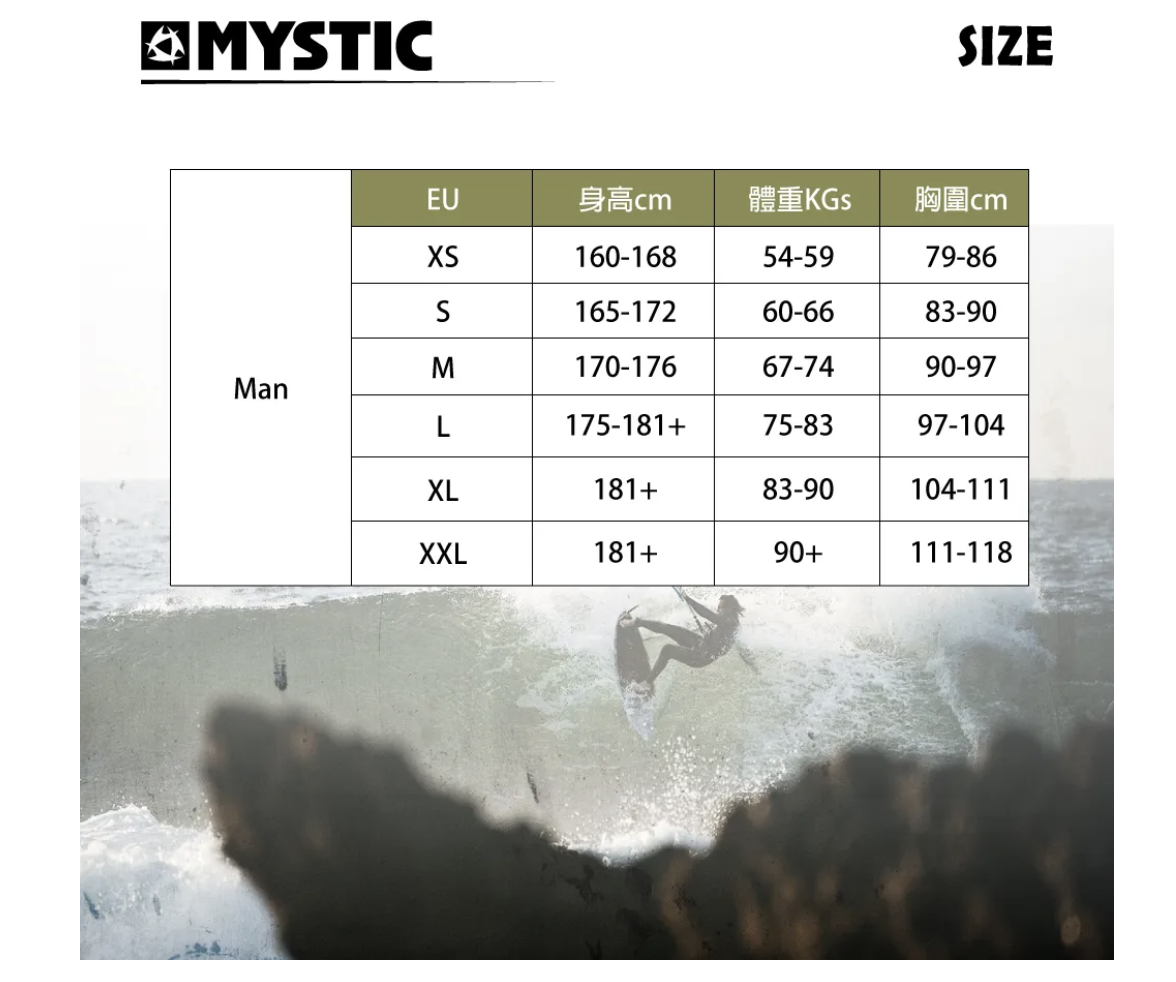 MYSTIC
SIZE
Man
EU 身高cm 體重KGs 胸圍cm
XS 160-168 54-59 79-86
S 165-172 60-66 83-90
M 170-176 67-74 90-97
L 175-181+ 75-83 97-104
XL 181+ 83-90 104-111
XXL 181+ 90+ 111-118